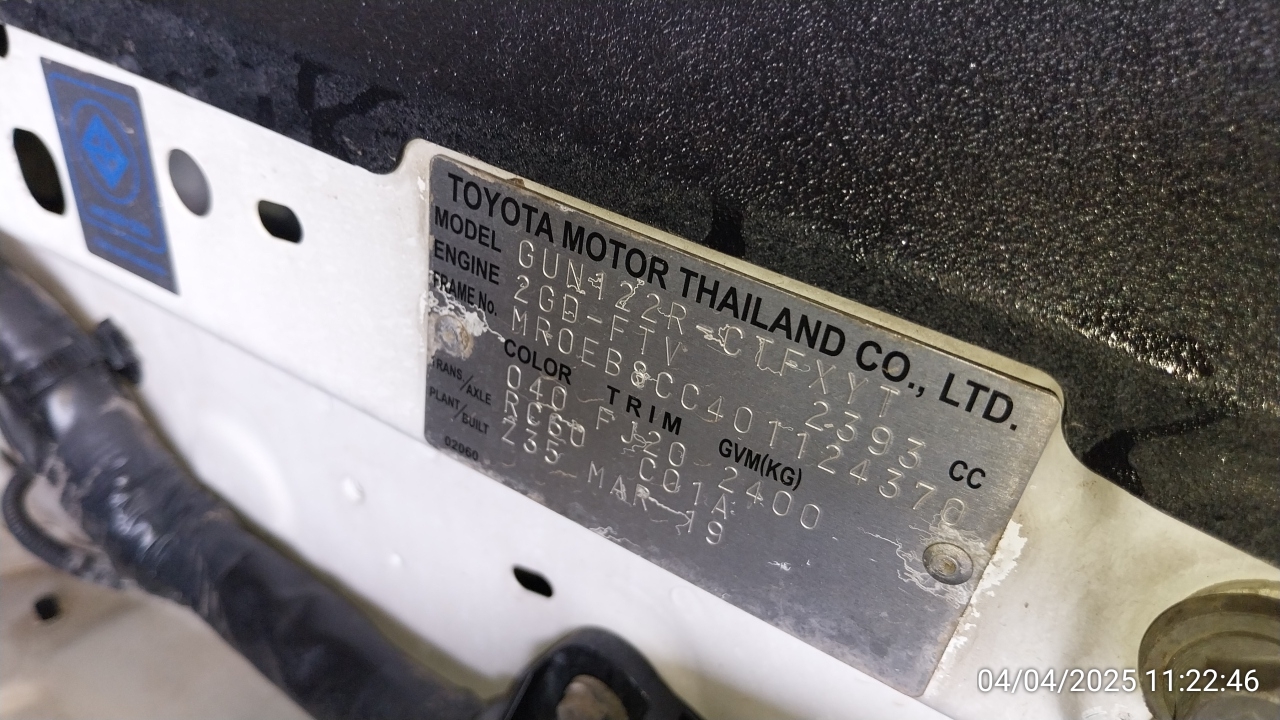 TOYOTA MOTOR THAILAND CO., LTD.
MODEL GUN122R-CTFXYT
ENGINE 2GD-FTV 2393 CC
FRAME No. MR0EB8CC401124370
COLOR TRIM GVM(KG)
040 FJ20 2400
TRANS/AXLE RC60 C01A
PLANT/BUILT Z35 MAR-19
02060
04/04/2025 11:22:46